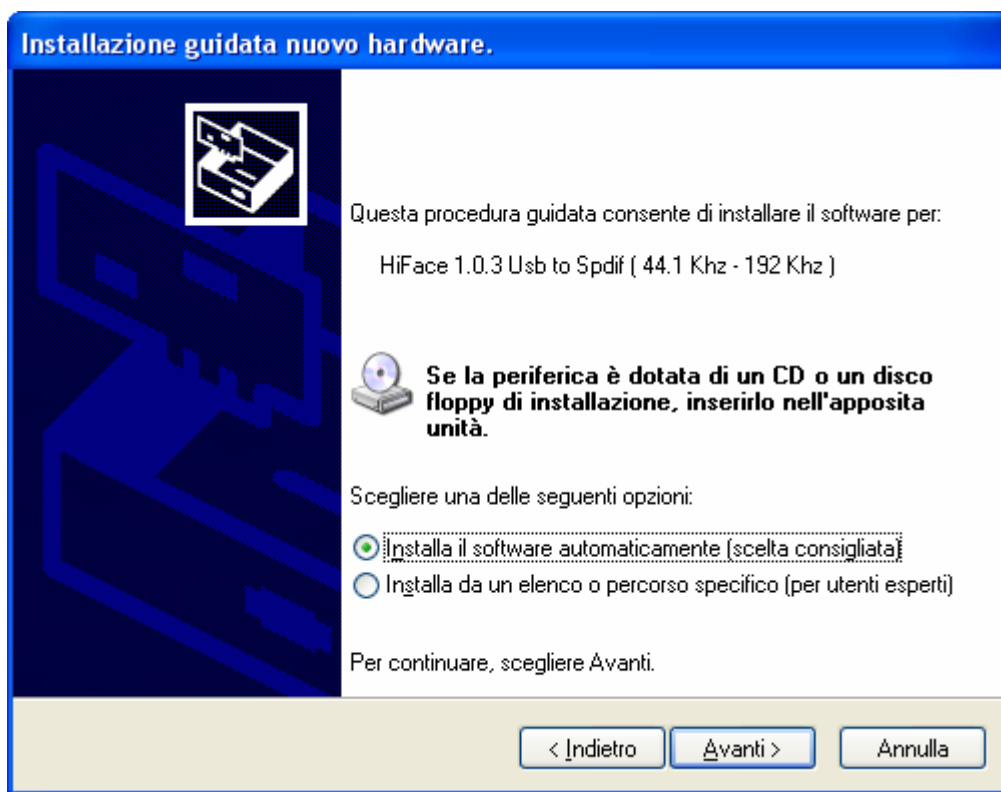 Installazione guidata nuovo hardware.
Questa procedura guidata consente di installare il software per:
HiFace 1.0.3 Usb to Spdif ( 44.1 Khz - 192 Khz )
Se la periferica è dotata di un CD o un disco
floppy di installazione, inserirlo nell'apposita
unità.
Scegliere una delle seguenti opzioni:
Installa il software automaticamente (scelta consigliata)
Installa da un elenco o percorso specifico (per utenti esperti)
Per continuare, scegliere Avanti.
< Indietro
Avanti >
Annulla